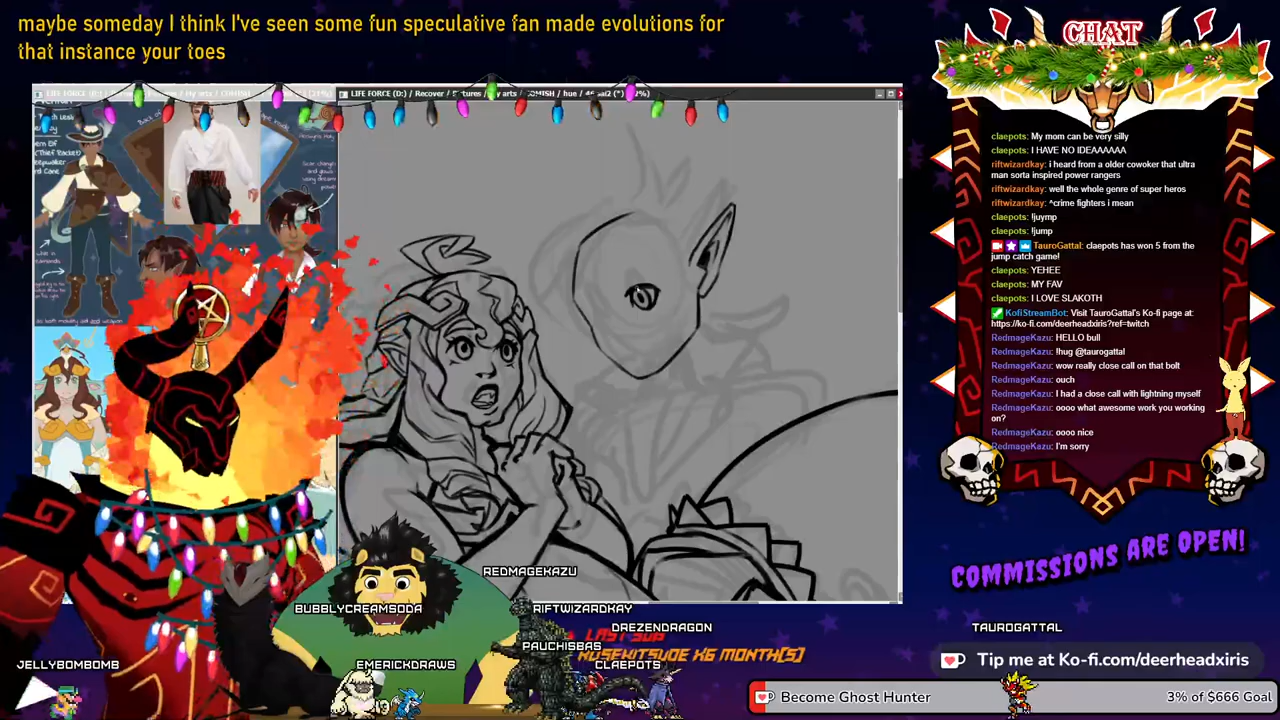 maybe someday I think I've seen some fun speculative fan made evolutions for
that instance your toes
CHAT
claepots: My mom can be very silly
claepots: I HAVE NO IDEAAAAAA
riftwizardkay: i heard from a older cowoker that ultra
man sorta inspired power rangers
riftwizardkay: well the whole genre of super heros
riftwizardkay: ^crime fighters i mean
claepots: !juymp
claepots: !jump
TauroGattal: claepots has won 5 from the
jump catch game!
claepots: YEHEE
claepots: MY FAV
claepots: I LOVE SLAKOTH
KofiStreamBot: Visit TauroGattal's Ko-fi page at:
https://ko-fi.com/deerheadxiris?ref=twitch
RedmageKazu: HELLO bull
RedmageKazu: !hug @taurogattal
RedmageKazu: wow really close call on that bolt
RedmageKazu: ouch
RedmageKazu: I had a close call with lightning myself
RedmageKazu: oooo what awesome work you working
on?
RedmageKazu: oooo nice
RedmageKazu: I'm sorry
COMMISSIONS ARE OPEN!
REDMAGEKAZU
BUBBLYCREAMSODA
RIFTWIZARDKAY
DREZENDRAGON
LAST SUB
PAUCHISBAS
KUSEKITSUOE X6 MONTH(S)
CLAEPOTS
JELLYBOMBOMB
EMERICKDRAWS
TAUROGATTAL
Tip me at Ko-fi.com/deerheadxiris
Become Ghost Hunter
3% of $666 Goal